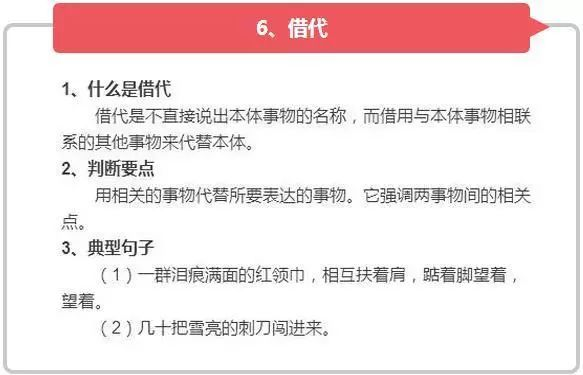 6、借代
1、什么是借代
借代是不直接说出本体事物的名称，而借用与本体事物相联
系的其他事物来代替本体。
2、判断要点
用相关的事物代替所要表达的事物。它强调两事物间的相关
点。
3、典型句子
（1）一群泪痕满面的红领巾，相互扶着肩，踮着脚望着，
望着。
（2）几十把雪亮的刺刀闯进来。